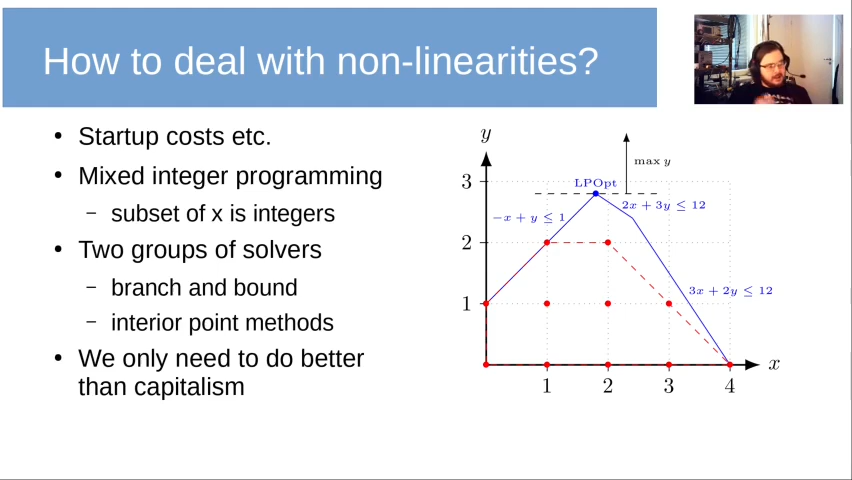 How to deal with non-linearities?
• Startup costs etc.
• Mixed integer programming
– subset of x is integers
• Two groups of solvers
– branch and bound
– interior point methods
• We only need to do better
than capitalism
y
max y
3
LPOpt
2x + 3y ≤ 12
−x + y ≤ 1
2
3x + 2y ≤ 12
1
x
1 2 3 4